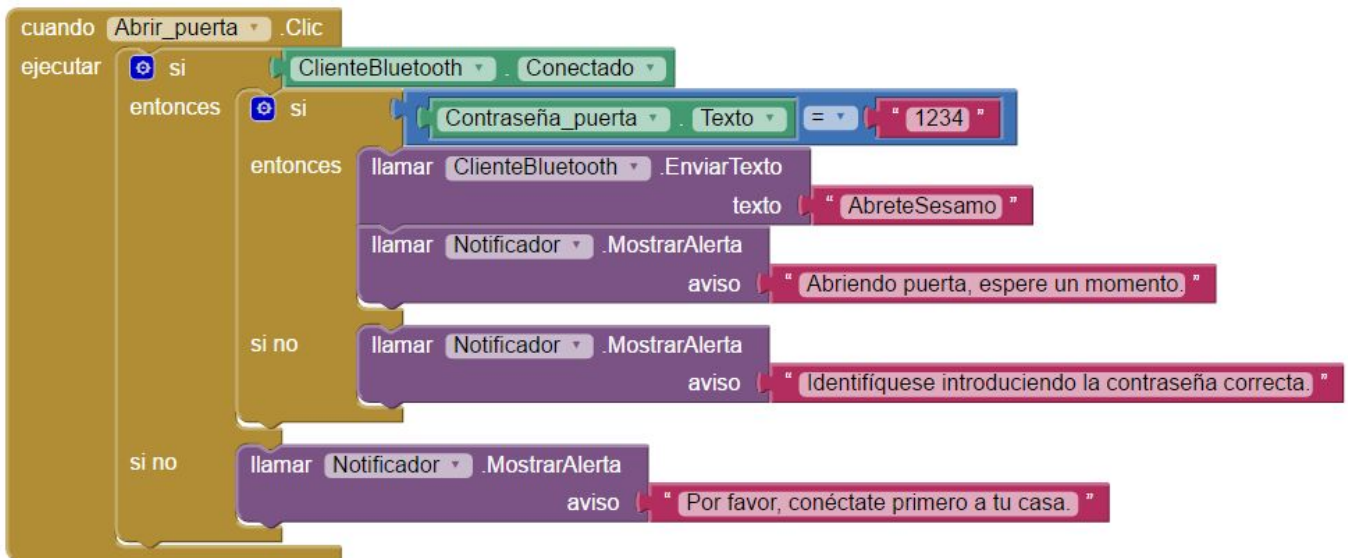 cuando Abrir_puerta .Clic
ejecutar si ClienteBluetooth . Conectado
entonces si Contraseña_puerta . Texto = " 1234 "
entonces llamar ClienteBluetooth .EnviarTexto
texto " AbreteSesamo "
llamar Notificador .MostrarAlerta
aviso " Abriendo puerta, espere un momento. "
si no llamar Notificador .MostrarAlerta
aviso " Identifíquese introduciendo la contraseña correcta. "
si no llamar Notificador .MostrarAlerta
aviso " Por favor, conéctate primero a tu casa. "